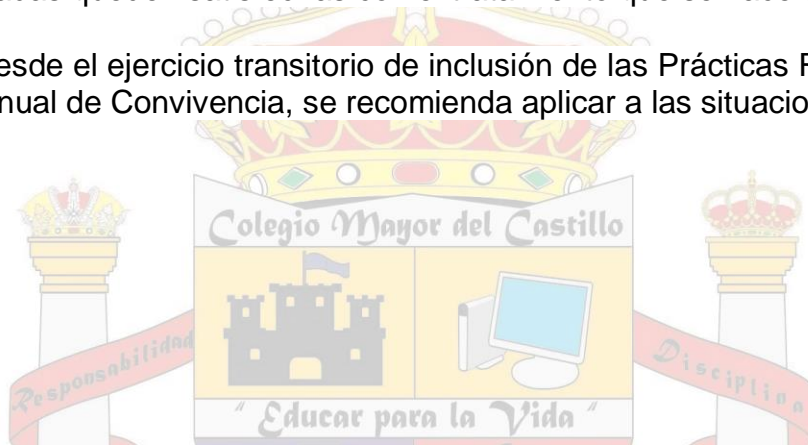 esde el ejercicio transitorio de inclusión de las Prácticas
nual de Convivencia, se recomienda aplicar a las situacio
Colegio Mayor del Castillo
Responsabilidad
Disciplina
" Educar para la Vida "